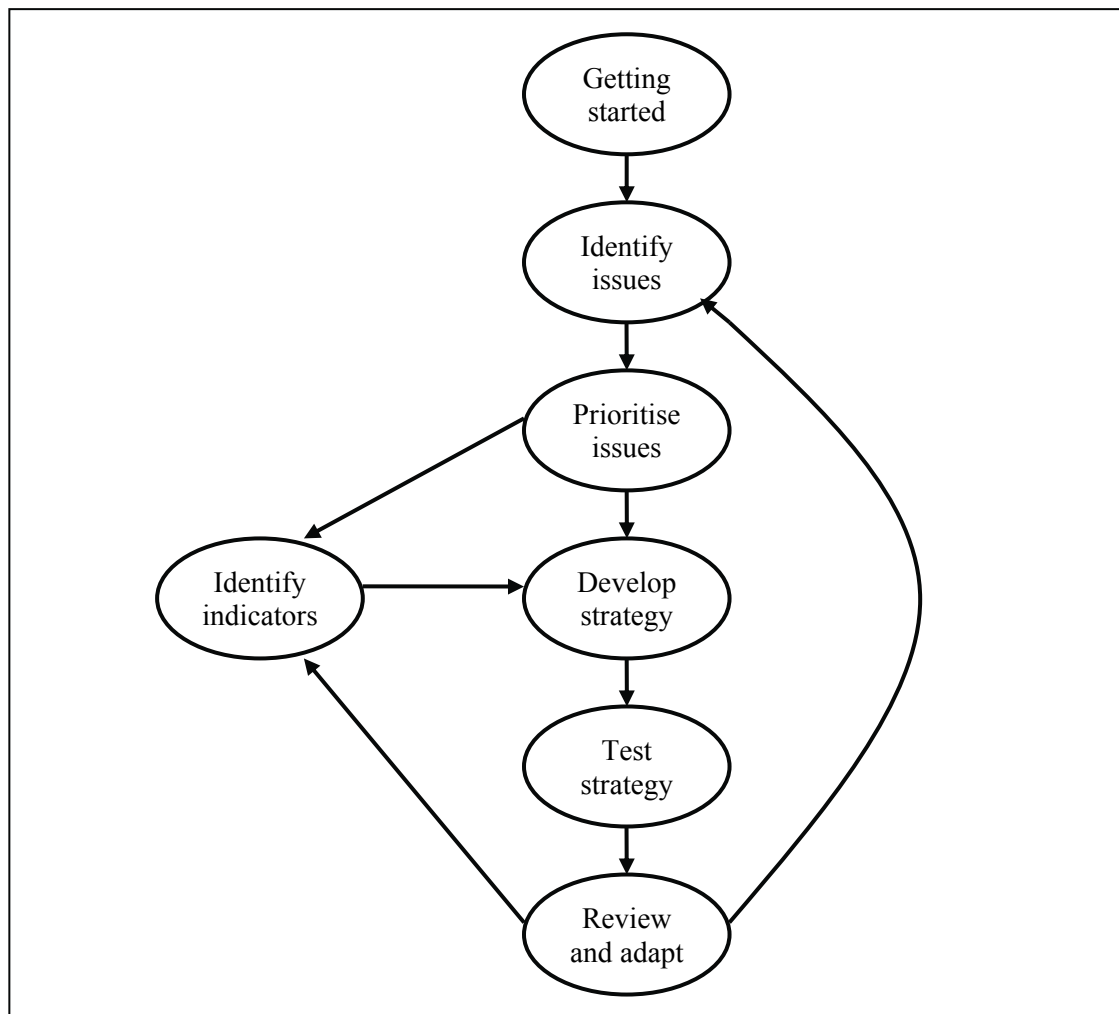 Getting
started
Identify
issues
Prioritise
issues
Identify
indicators
Develop
strategy
Test
strategy
Review
and adapt